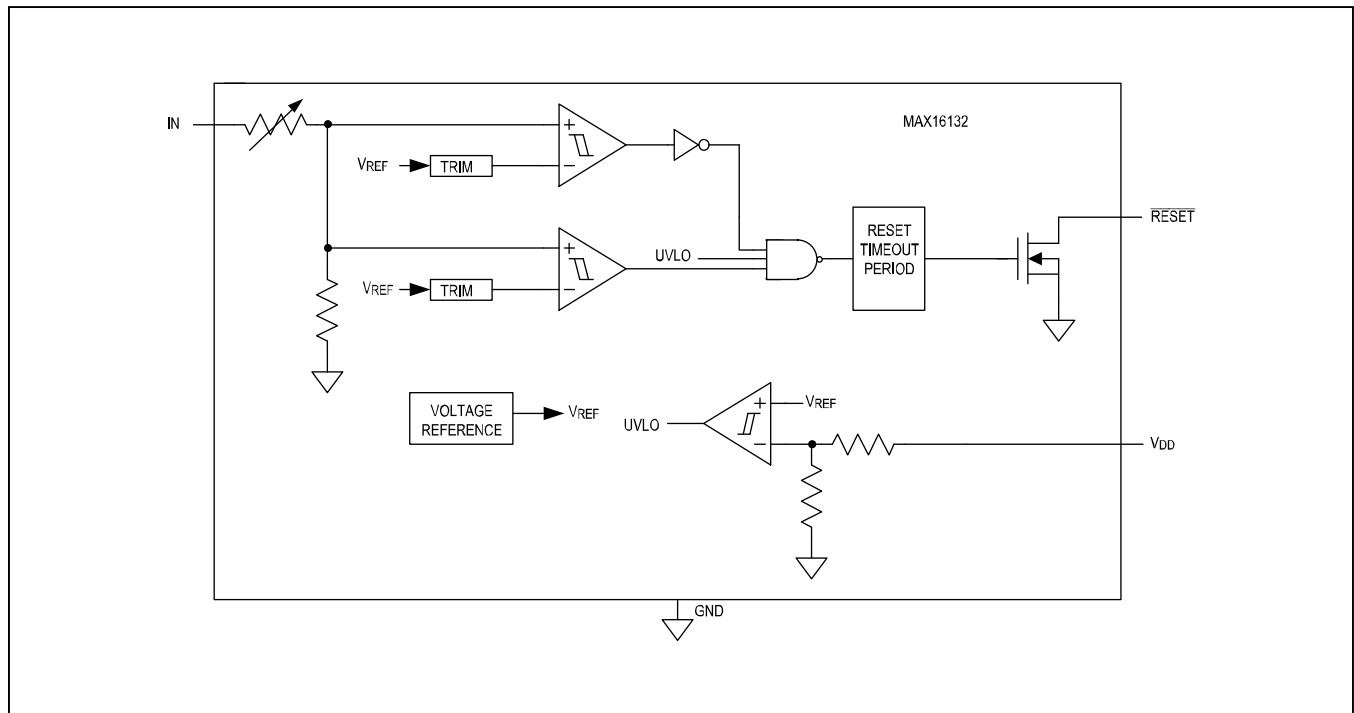 MAX16132
IN
+
VREF
TRIM
−
RESET
RESET
TIMEOUT
PERIOD
+
UVLO
VREF
TRIM
−
VOLTAGE
REFERENCE
VREF
UVLO
+
VREF
−
VDD
GND